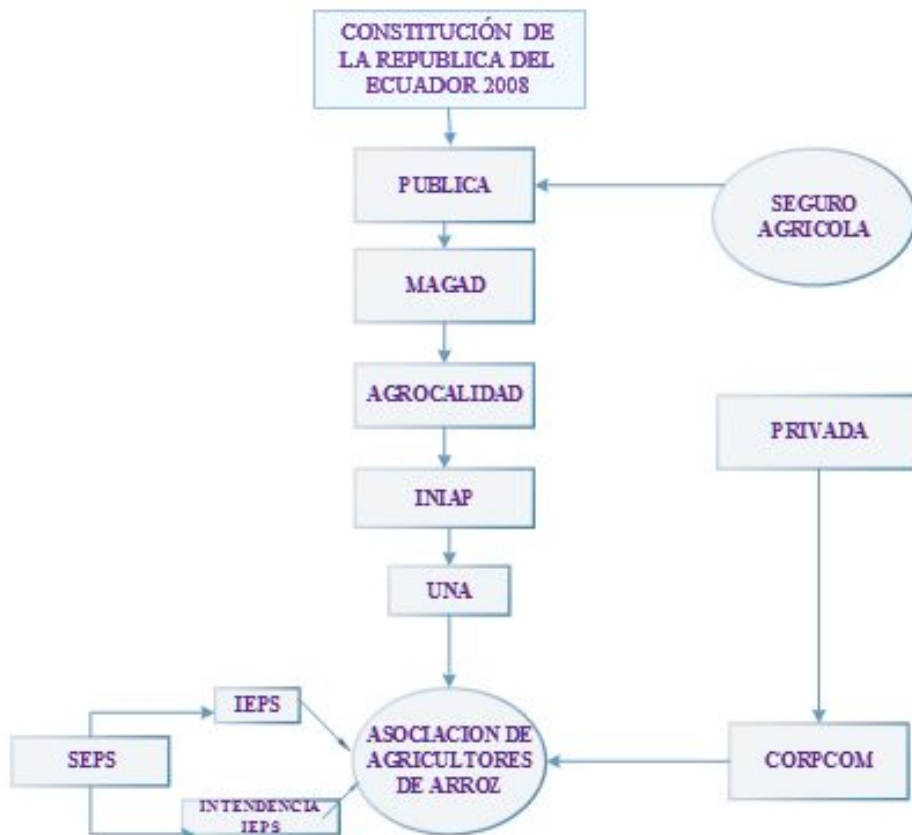 CONSTITUCIÓN DE
LA REPUBLICA DEL
ECUADOR 2008
PUBLICA
SEGURO
AGRICOLA
MAGAD
AGROCALIDAD
PRIVADA
INIAP
UNA
IEPS
SEPS
INTENDENCIA
IEPS
ASOCIACION DE
AGRICULTORES
DE ARROZ
CORPCOM